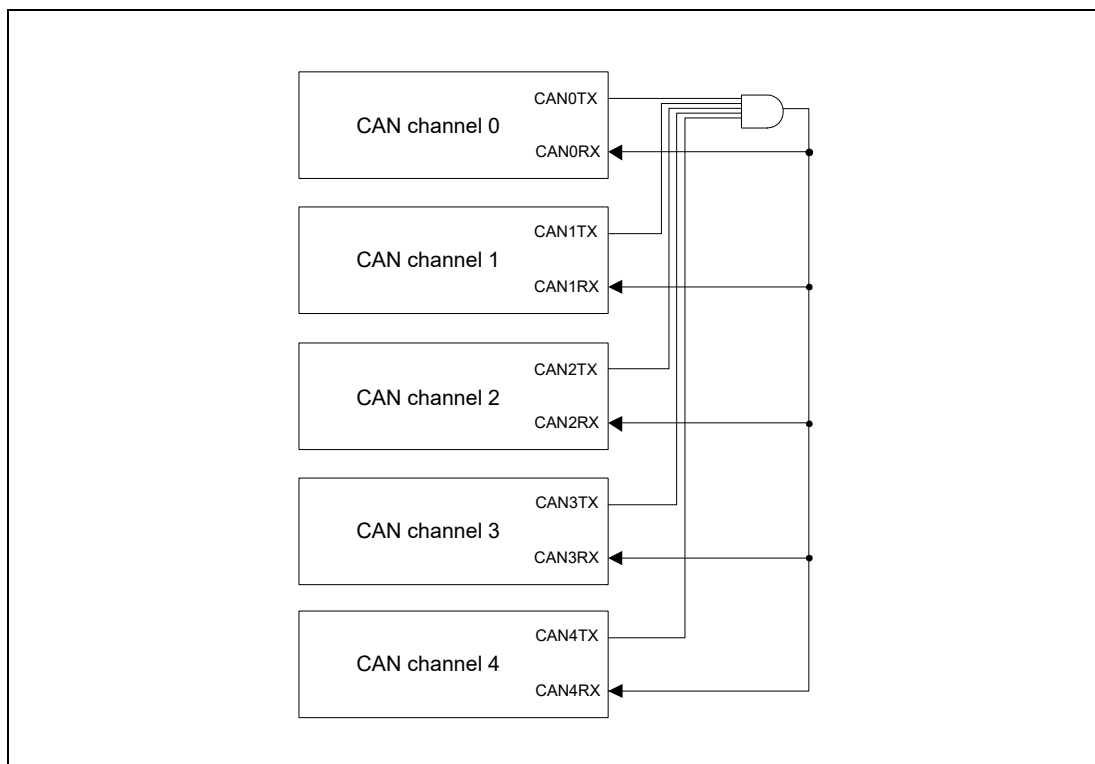 CAN0TX
CAN channel 0
CAN0RX
CAN1TX
CAN channel 1
CAN1RX
CAN2TX
CAN channel 2
CAN2RX
CAN3TX
CAN channel 3
CAN3RX
CAN4TX
CAN channel 4
CAN4RX